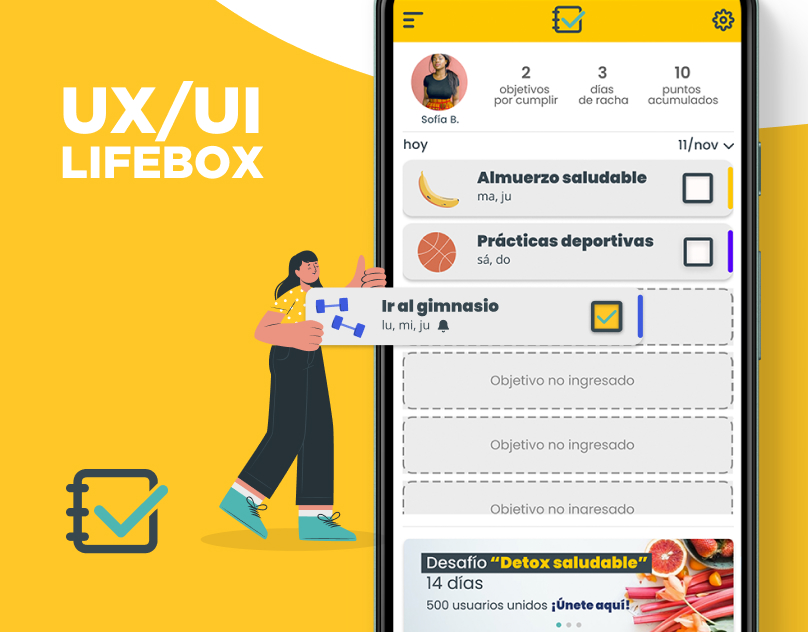 UX/UI
LIFEBOX
Sofía B.
2
objetivos
por cumplir
3
días
de racha
10
puntos
acumulados
hoy
11/nov
Almuerzo saludable
ma, ju
Prácticas deportivas
sá, do
Ir al gimnasio
lu, mi, ju
Objetivo no ingresado
Objetivo no ingresado
Objetivo no ingresado
Desafío “Detox saludable”
14 días
500 usuarios unidos ¡Únete aquí!